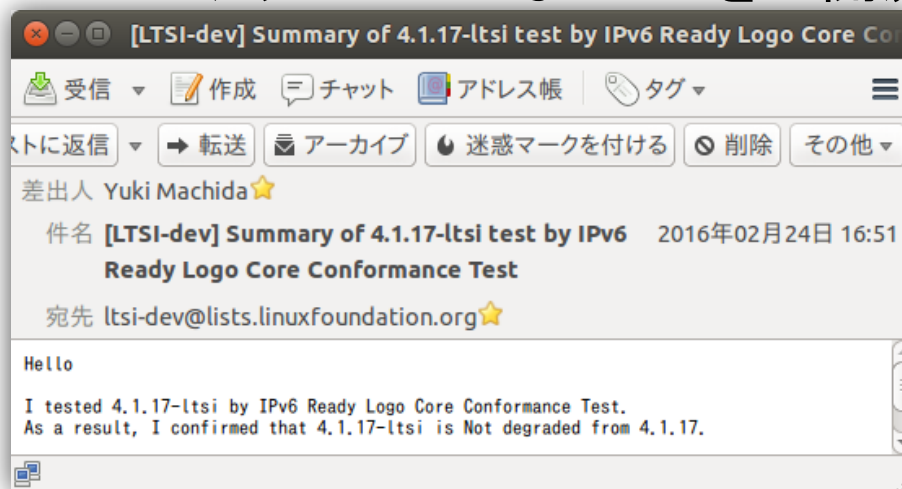 [LTSI-dev] Summary of 4.1.17-ltsi test by IPv6 Ready Logo Core
受信 作成 チャット アドレス帳 タグ
トに返信 転送 アーカイブ 迷惑マークを付ける 削除 その他
差出人 Yuki Machida
件名 [LTSI-dev] Summary of 4.1.17-ltsi test by IPv6 2016年02月24日 16:51
Ready Logo Core Conformance Test
宛先 ltsi-dev@lists.linuxfoundation.org
Hello
I tested 4.1.17-ltsi by IPv6 Ready Logo Core Conformance Test.
As a result, I confirmed that 4.1.17-ltsi is Not degraded from 4.1.17.